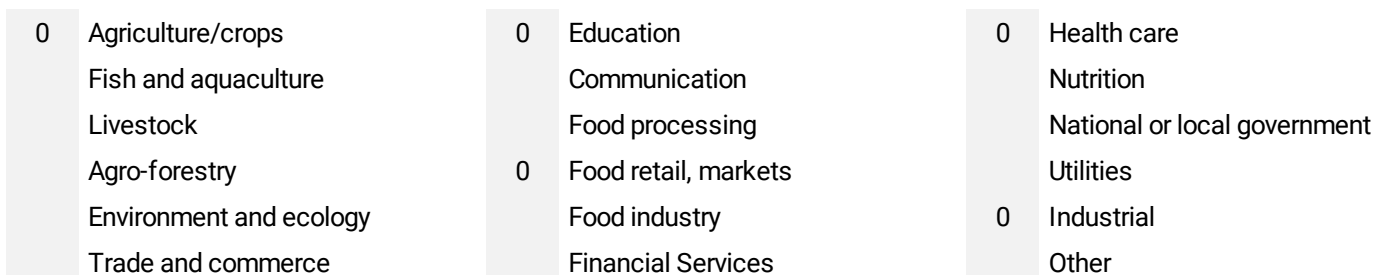 0 Agriculture/crops 0 Education 0 Health care
Fish and aquaculture Communication Nutrition
Livestock Food processing National or local government
Agro-forestry 0 Food retail, markets Utilities
Environment and ecology Food industry 0 Industrial
Trade and commerce Financial Services Other